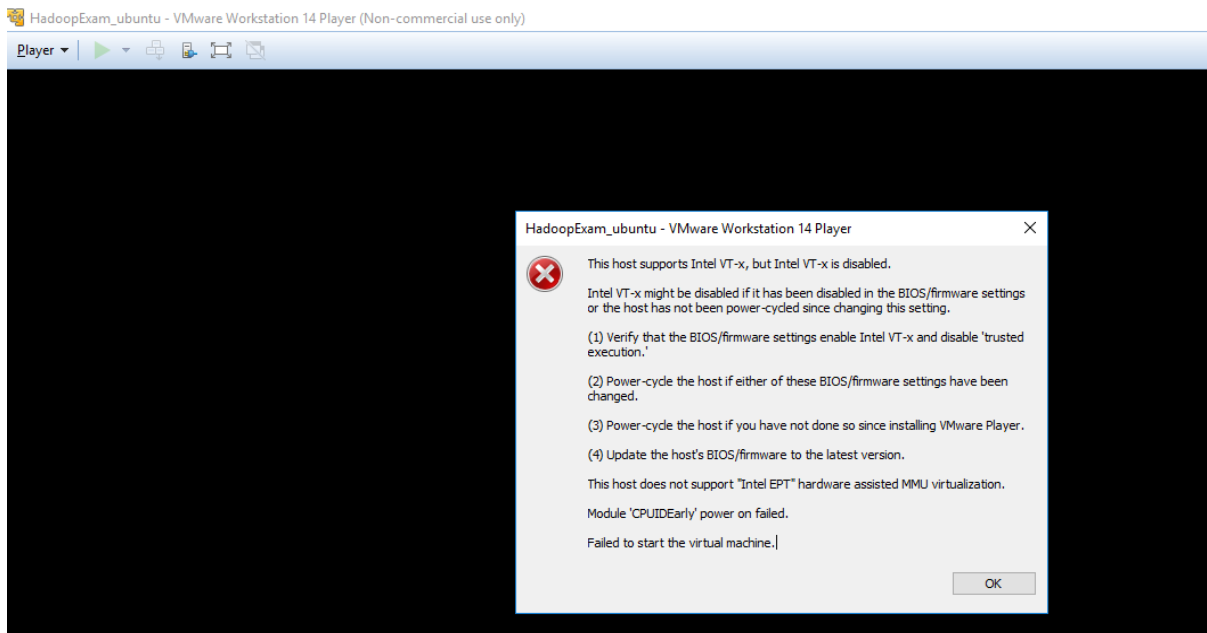 HadoopExam_ubuntu - VMware Workstation 14 Player (Non-commercial use only)
Player
HadoopExam_ubuntu - VMware Workstation 14 Player
This host supports Intel VT-x, but Intel VT-x is disabled.
Intel VT-x might be disabled if it has been disabled in the BIOS/firmware settings
or the host has not been power-cycled since changing this setting.
(1) Verify that the BIOS/firmware settings enable Intel VT-x and disable 'trusted
execution.'
(2) Power-cycle the host if either of these BIOS/firmware settings have been
changed.
(3) Power-cycle the host if you have not done so since installing VMware Player.
(4) Update the host's BIOS/firmware to the latest version.
This host does not support "Intel EPT" hardware assisted MMU virtualization.
Module 'CPUIDEarly' power on failed.
Failed to start the virtual machine.
OK